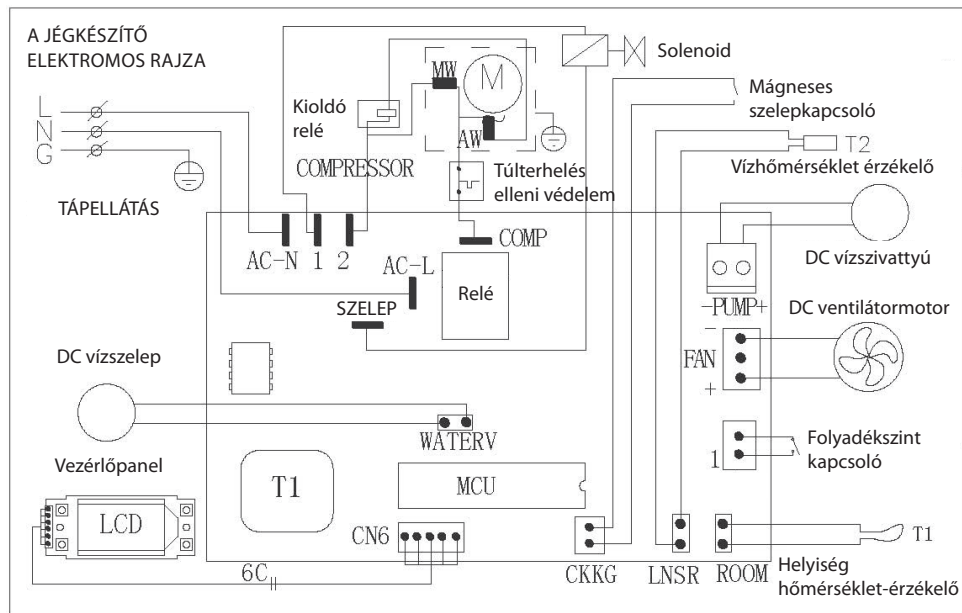 A JÉGKÉSZÍTŐ
ELEKTROMOS RAJZA
L
N
G
TÁPELLÁTÁS
Kioldó
relé
MW
M
AW
COMPRESSOR
Túlterhelés
elleni védelem
Solenoid
Mágneses
szelepkapcsoló
T2
Vízhőmérséklet érzékelő
DC vízszivattyú
-PUMP+
AC-N
1
2
COMP
AC-L
Relé
SZELEP
DC ventilátormotor
-
FAN
+
DC vízszelep
WATERV
Folyadékszint
kapcsoló
1
Vezérlőpanel
LCD
T1
MCU
CN6
6C
CKKG
LNSR
ROOM
T1
Helyiség
hőmérséklet-érzékelő